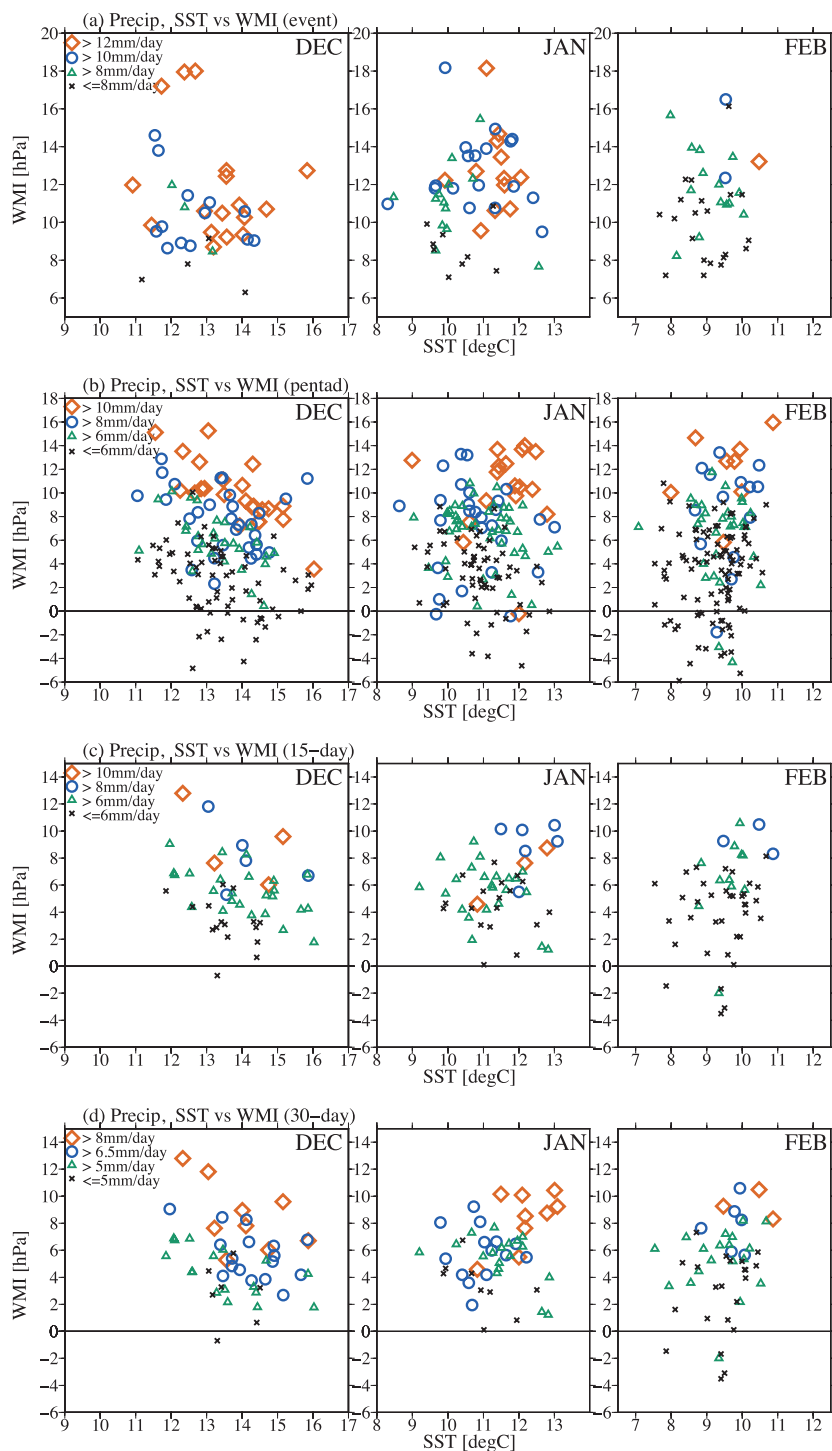 (a) Precip, SST vs WMI (event)
DEC
JAN
FEB
> 12mm/day
> 10mm/day
> 8mm/day
<=8mm/day
WMI [hPa]
20
18
16
14
12
10
8
6
9 10 11 12 13 14 15 16 17
8 9 10 11 12 13
7 8 9 10 11 12
SST [degC]
(b) Precip, SST vs WMI (pentad)
DEC
JAN
FEB
> 10mm/day
> 8mm/day
> 6mm/day
<=6mm/day
WMI [hPa]
18
16
14
12
10
8
6
4
2
0
−2
−4
−6
9 10 11 12 13 14 15 16 17
8 9 10 11 12 13
7 8 9 10 11 12
SST [degC]
(c) Precip, SST vs WMI (15−day)
DEC
JAN
FEB
> 10mm/day
> 8mm/day
> 6mm/day
<=6mm/day
WMI [hPa]
14
12
10
8
6
4
2
0
−2
−4
−6
9 10 11 12 13 14 15 16 17
8 9 10 11 12 13
7 8 9 10 11 12
SST [degC]
(d) Precip, SST vs WMI (30−day)
DEC
JAN
FEB
> 8mm/day
> 6.5mm/day
> 5mm/day
<=5mm/day
WMI [hPa]
14
12
10
8
6
4
2
0
−2
−4
−6
9 10 11 12 13 14 15 16 17
8 9 10 11 12 13
7 8 9 10 11 12
SST [degC]